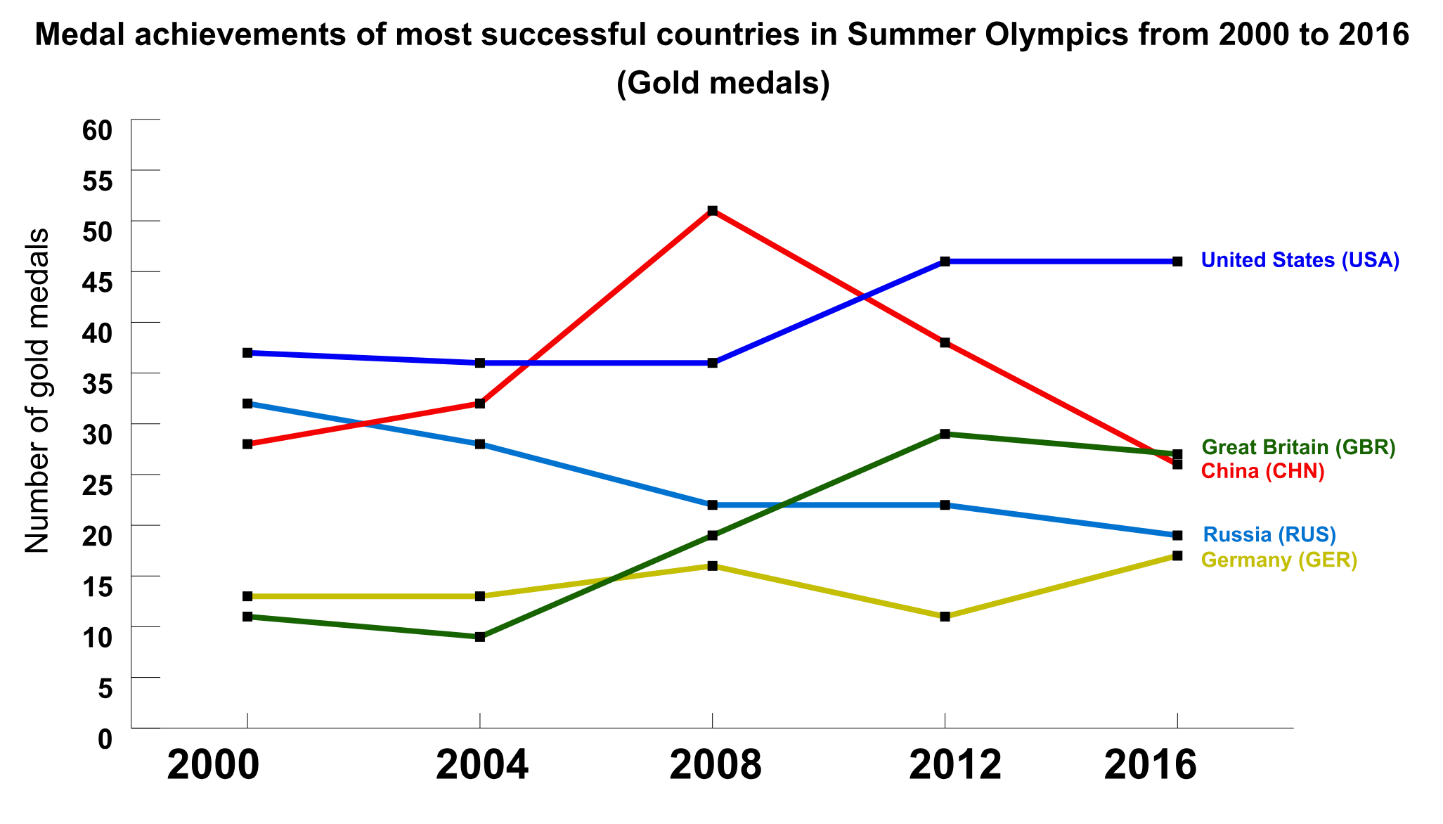 Medal achievements of most successful countries in Summer Olympics from 2000 to 2016
(Gold medals)
Number of gold medals
60
55
50
45
40
35
30
25
20
15
10
5
0
United States (USA)
Great Britain (GBR)
China (CHN)
Russia (RUS)
Germany (GER)
2000 2004 2008 2012 2016